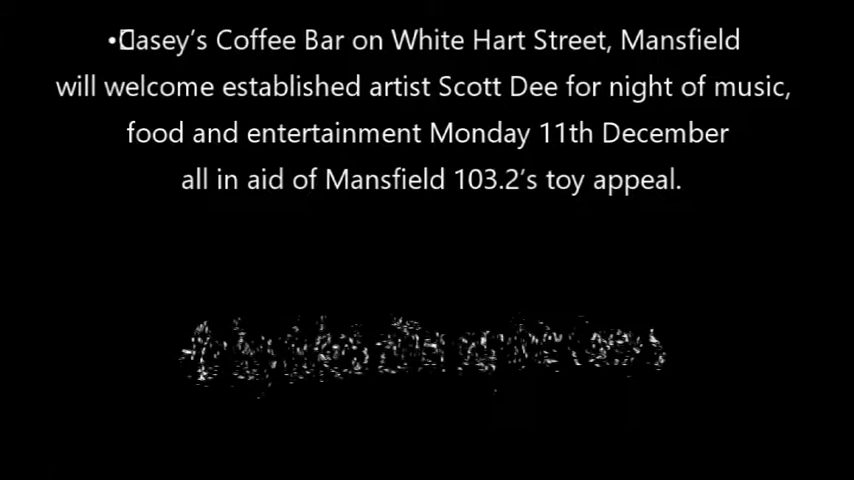 •Casey’s Coffee Bar on White Hart Street, Mansfield
will welcome established artist Scott Dee for night of music,
food and entertainment Monday 11th December
all in aid of Mansfield 103.2’s toy appeal.